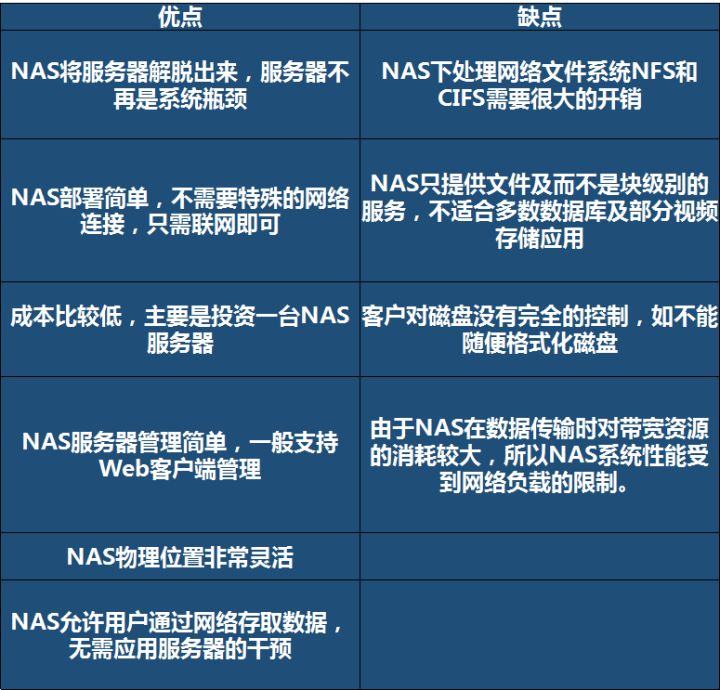 优点
缺点
NAS将服务器解脱出来，服务器不
再是系统瓶颈
NAS下处理网络文件系统NFS和
CIFS需要很大的开销
NAS部署简单，不需要特殊的网络
连接，只需联网即可
NAS只提供文件及而不是块级别的
服务，不适合多数数据库及部分视频
存储应用
成本比较低，主要是投资一台NAS
服务器
客户对磁盘没有完全的控制，如不能
随便格式化磁盘
NAS服务器管理简单，一般支持
Web客户端管理
由于NAS在数据传输时对带宽资源
的消耗较大，所以NAS系统性能受
到网络负载的限制。
NAS物理位置非常灵活
NAS允许用户通过网络存取数据，
无需应用服务器的干预